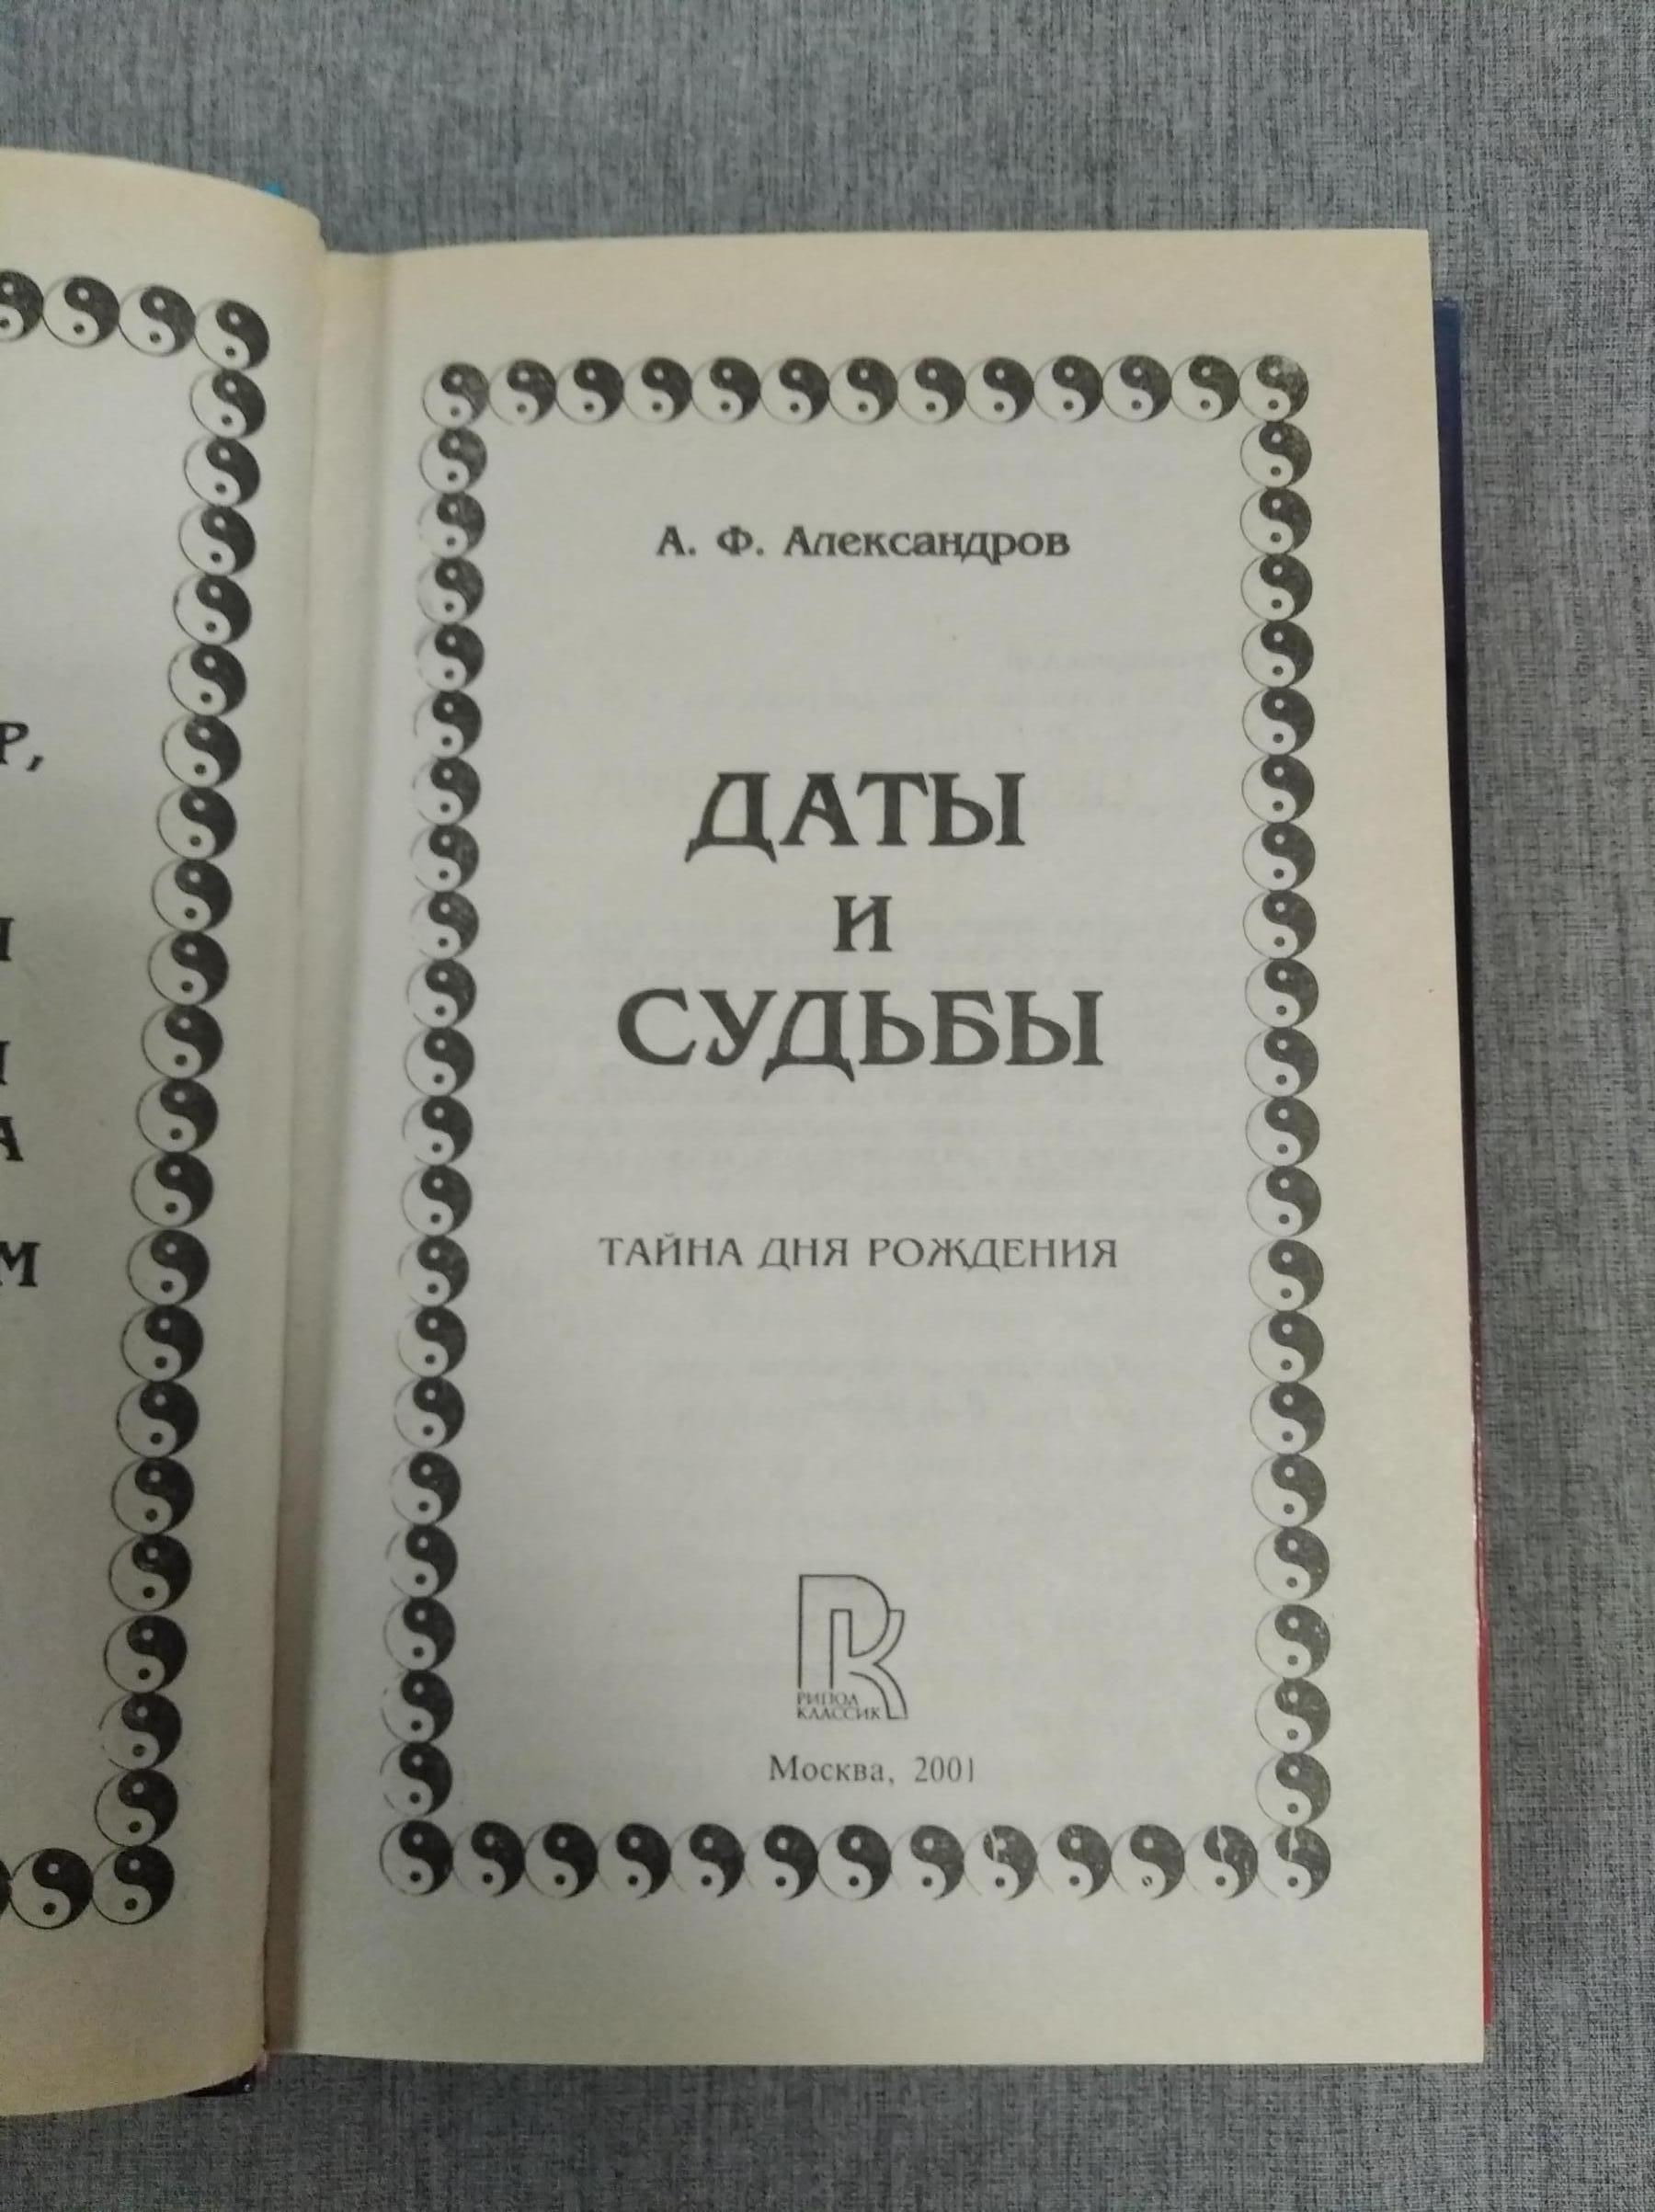 Р,
А
М
А. Ф. Александров
ДАТЫ
И
СУДЬБЫ
ТАЙНА ДНЯ РОЖДЕНИЯ
РИПОЛ
КЛАССИК
Москва, 2001